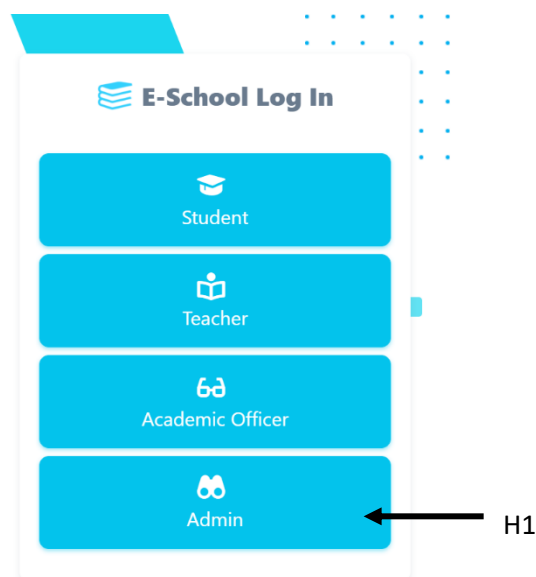 E-School Log In
Student
Teacher
Academic Officer
Admin
H1